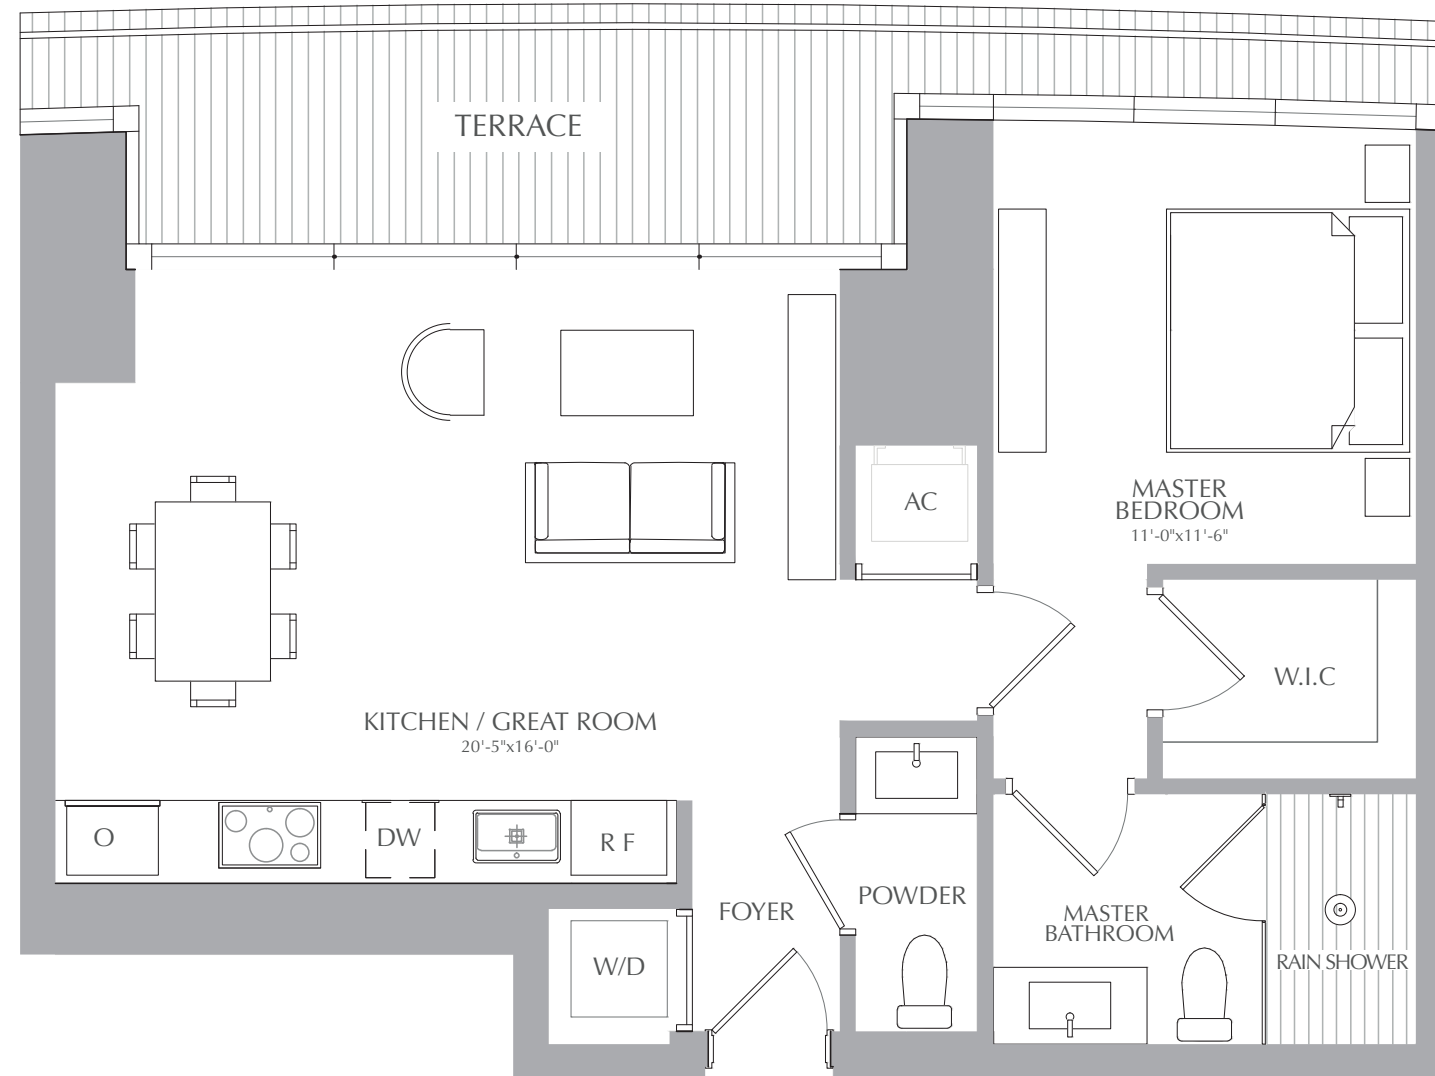 TERRACE
AC
MASTER
BEDROOM
11'-0"x11'-6"
W.I.C
KITCHEN / GREAT ROOM
20'-5"x16'-0"
O
DW
R F
FOYER
POWDER
MASTER
BATHROOM
W/D
RAIN SHOWER